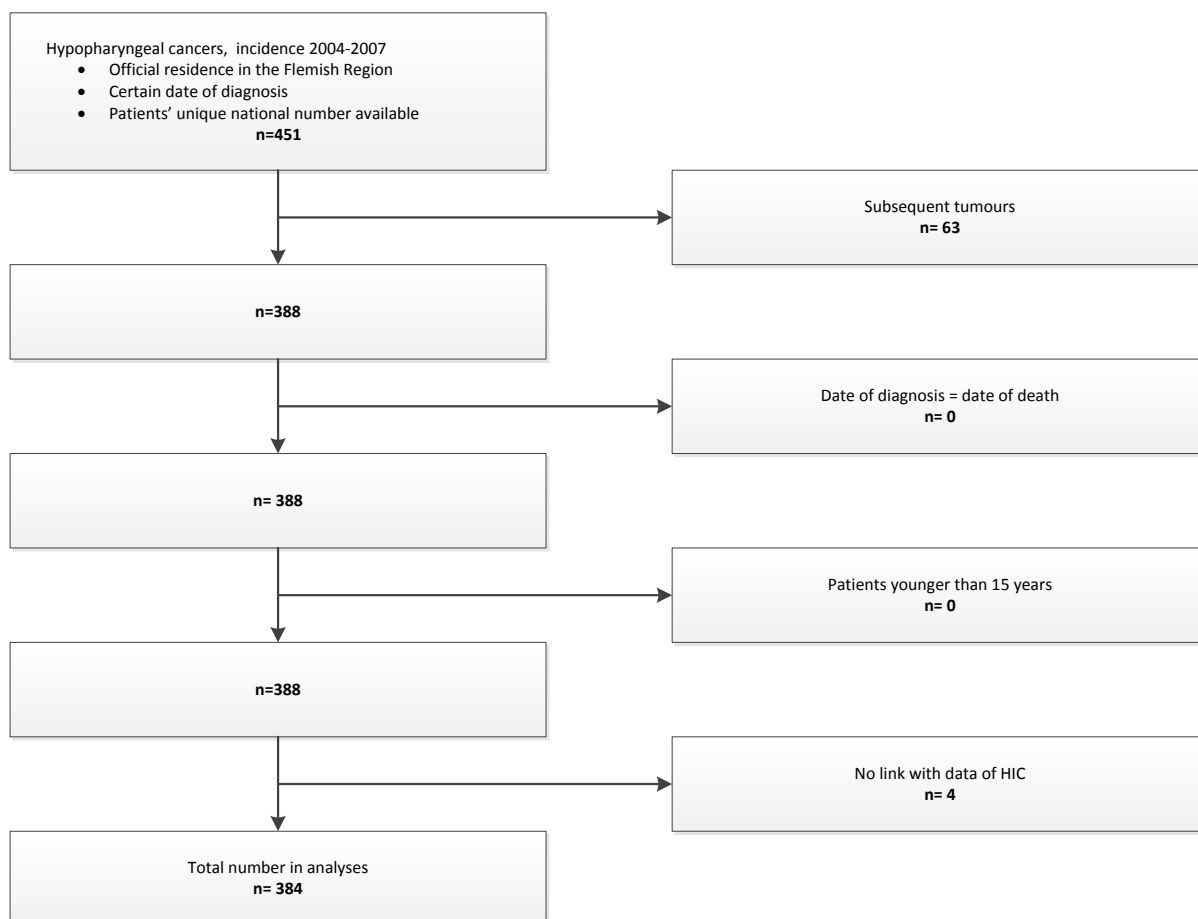 Hypopharyngeal cancers, incidence 2004-2007
• Official residence in the Flemish Region
• Certain date of diagnosis
• Patients’ unique national number available
n=451
Subsequent tumours
n= 63
n=388
Date of diagnosis = date of death
n= 0
n= 388
Patients younger than 15 years
n= 0
n=388
No link with data of HIC
n= 4
Total number in analyses
n= 384